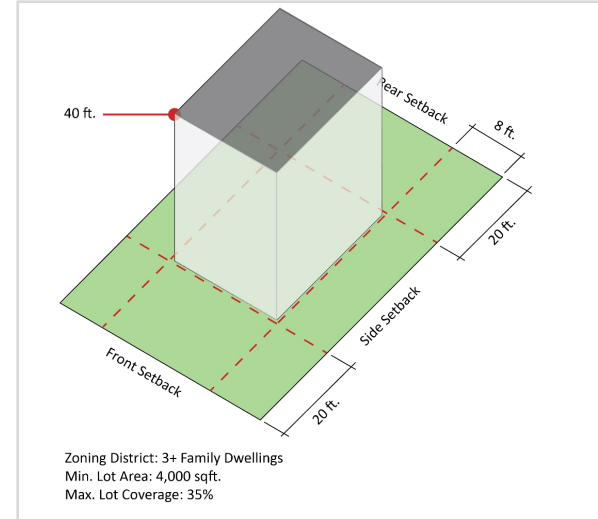 Rear Setback
8 ft.
40 ft.
20 ft.
Side Setback
Front Setback
20 ft.
Zoning District: 3+ Family Dwellings
Min. Lot Area: 4,000 sqft.
Max. Lot Coverage: 35%